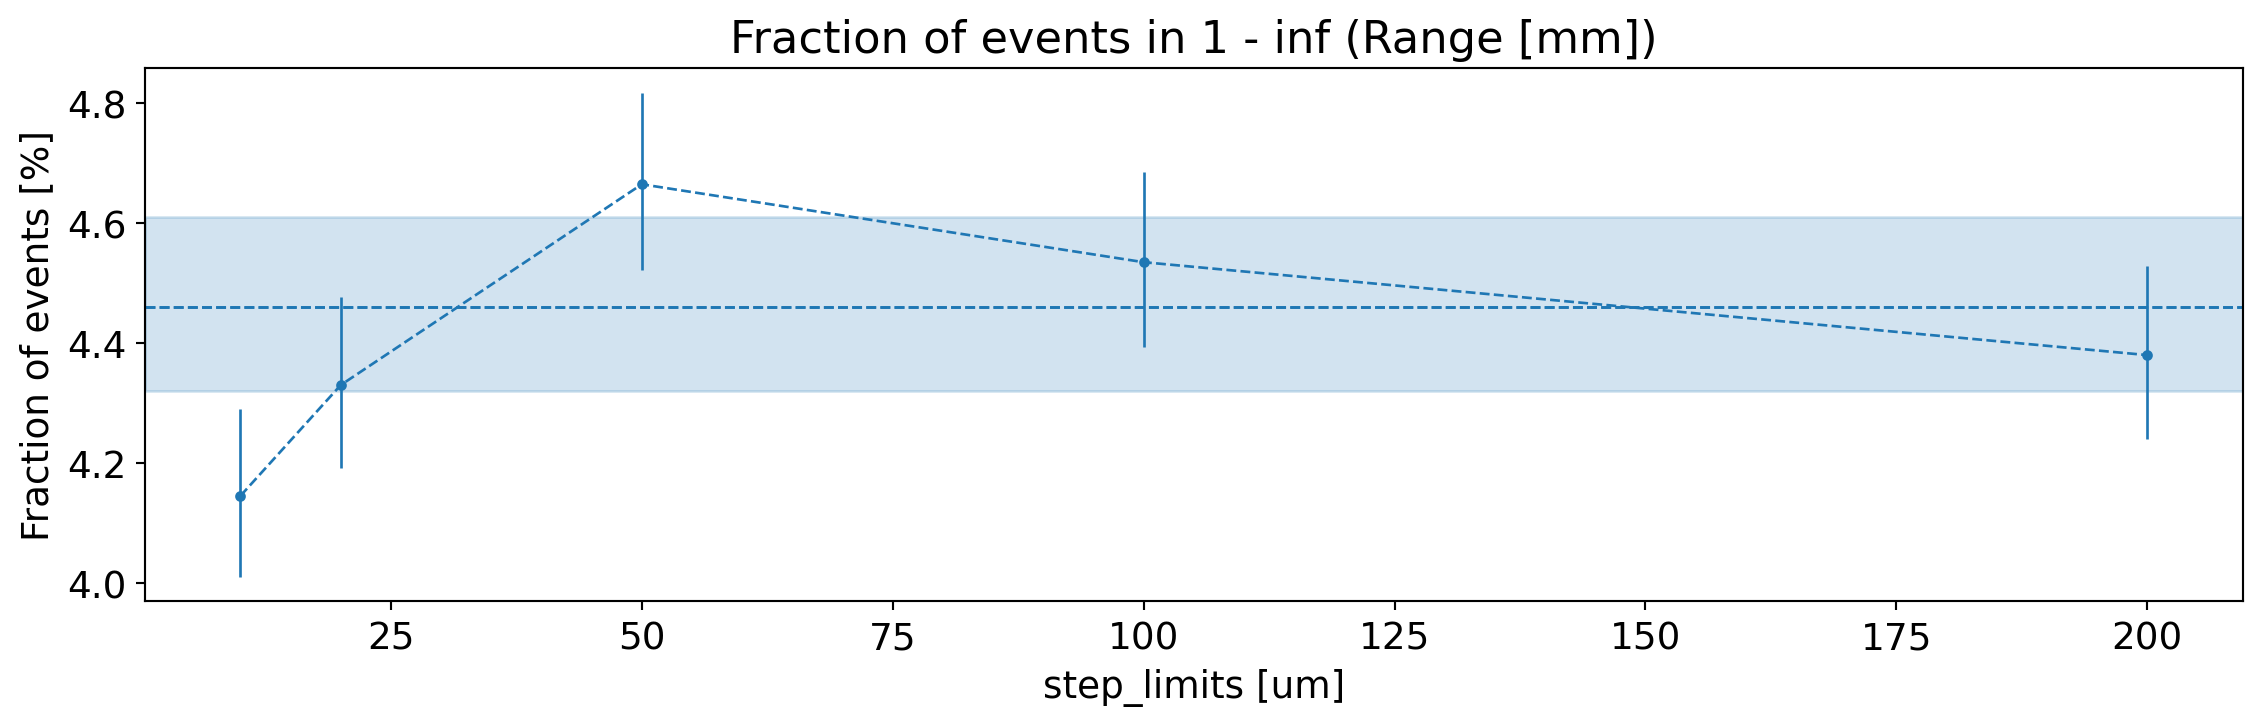 Fraction of events in 1 - inf (Range [mm])
Fraction of events [%]
4.8
4.6
4.4
4.2
4.0
25 50 75 100 125 150 175 200
step_limits [um]